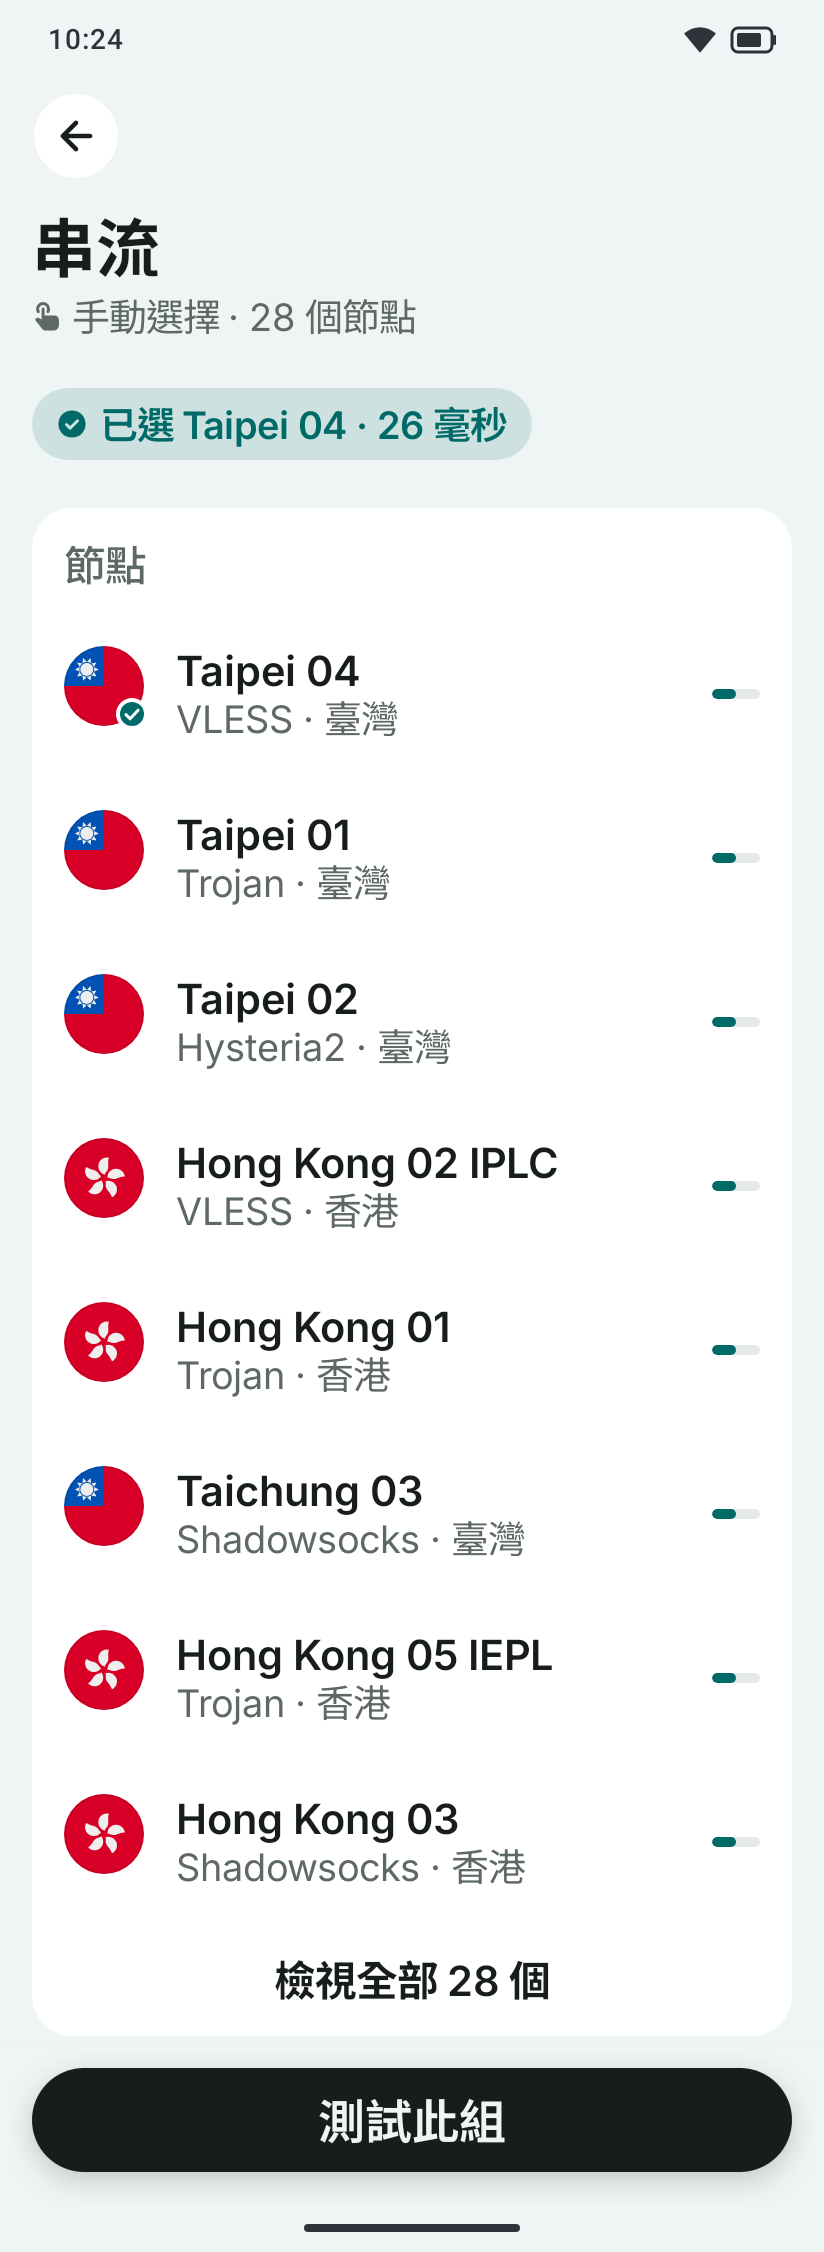 10:24
串流
手動選擇 · 28 個節點
已選 Taipei 04 · 26 毫秒
節點
Taipei 04
VLESS · 臺灣
Taipei 01
Trojan · 臺灣
Taipei 02
Hysteria2 · 臺灣
Hong Kong 02 IPLC
VLESS · 香港
Hong Kong 01
Trojan · 香港
Taichung 03
Shadowsocks · 臺灣
Hong Kong 05 IEPL
Trojan · 香港
Hong Kong 03
Shadowsocks · 香港
檢視全部 28 個
測試此組